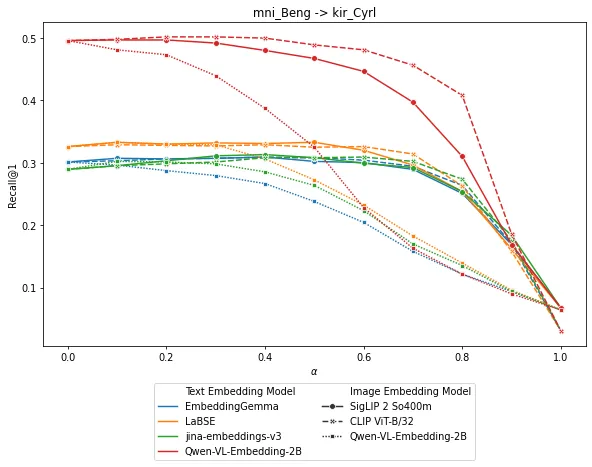 mni_Beng -> kir_Cyrl
Recall@1
0.5
0.4
0.3
0.2
0.1
0.0 0.2 0.4 0.6 0.8 1.0
α
Text Embedding Model
EmbeddingGemma
LaBSE
jina-embeddings-v3
Qwen-VL-Embedding-2B
Image Embedding Model
SigLIP 2 So400m
CLIP ViT-B/32
Qwen-VL-Embedding-2B